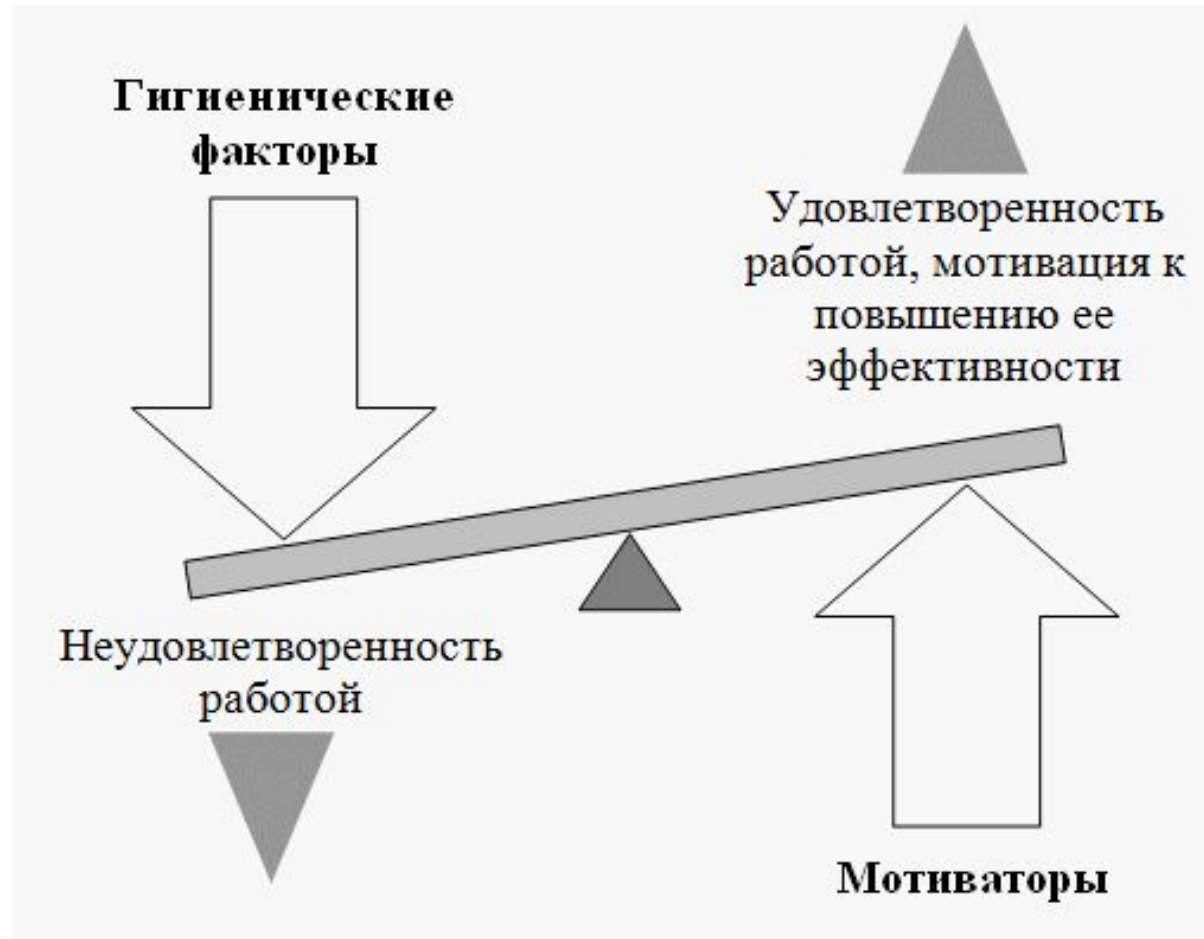 Гигиенические
факторы
Удовлетворенность
работой, мотивация к
повышению ее
эффективности
Неудовлетворенность
работой
Мотиваторы